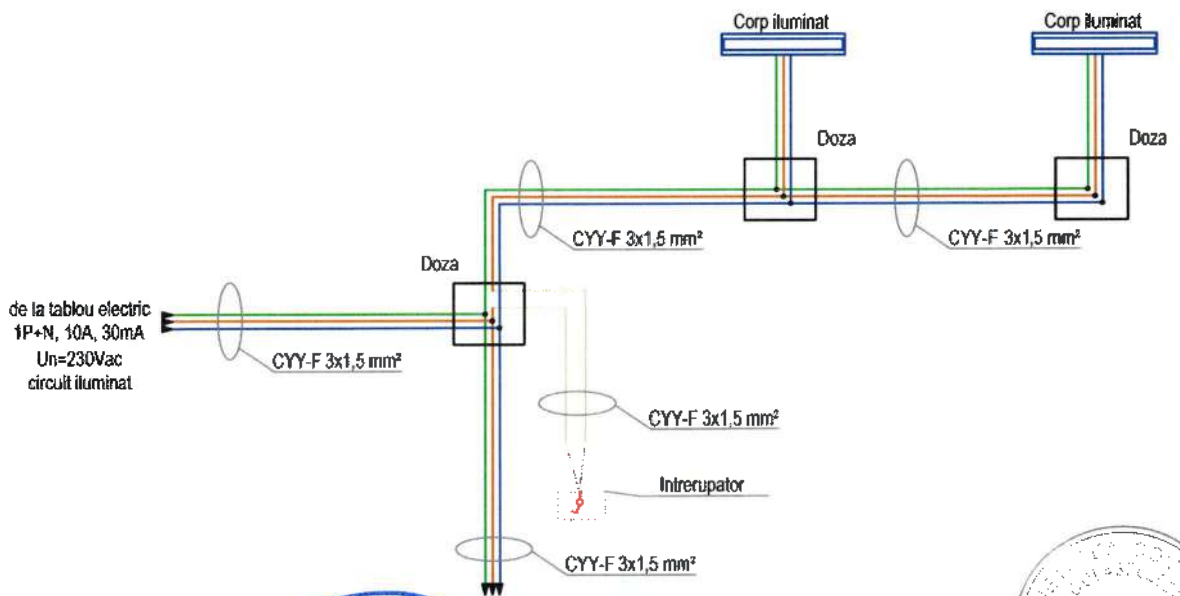 Corp iluminat
Corp iluminat
Doza
Doza
CYY-F 3x1,5 mm²
CYY-F 3x1,5 mm²
Doza
de la tablou electric
1P+N, 10A, 30mA
Un=230Vac
circuit iluminat
CYY-F 3x1,5 mm²
CYY-F 3x1,5 mm²
Intrerupator
CYY-F 3x1,5 mm²